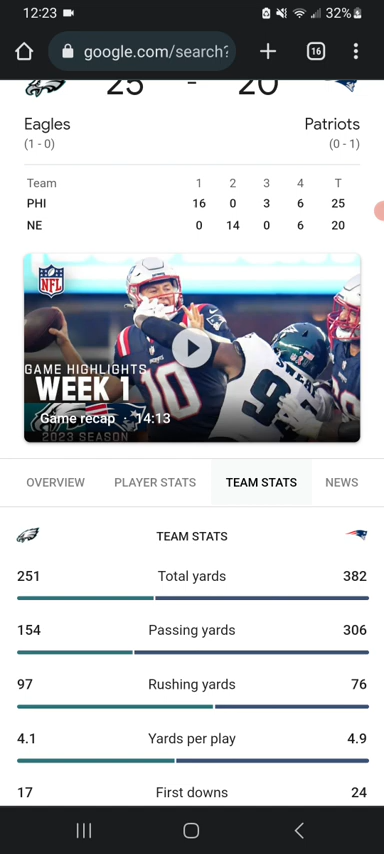 12:23 32%
google.com/search? 16
25 - 20
Eagles Patriots
(1 - 0) (0 - 1)
Team 1 2 3 4 T
PHI 16 0 3 6 25
NE 0 14 0 6 20
NFL
GAME HIGHLIGHTS
WEEK 1
Game recap · 14:13
2023 SEASON
10
OVERVIEW PLAYER STATS TEAM STATS NEWS
TEAM STATS
251 Total yards 382
154 Passing yards 306
97 Rushing yards 76
4.1 Yards per play 4.9
17 First downs 24